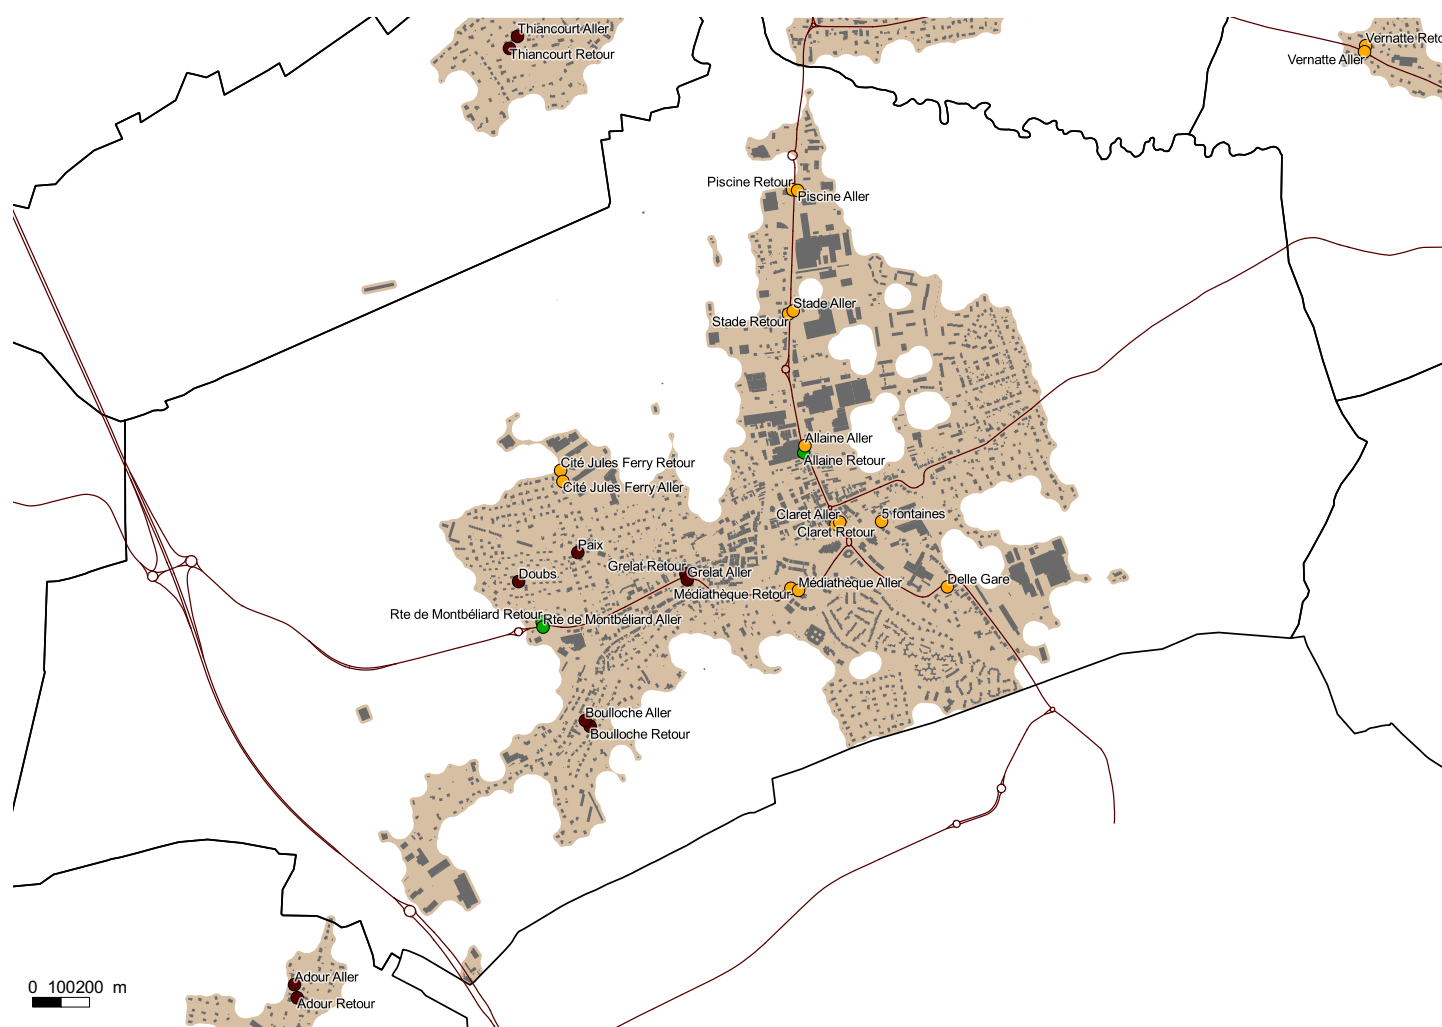 Thiancourt Aller
Thiancourt Retour
Vernatte Reto
Vernatte Aller
Piscine Retour
Piscine Aller
Stade Aller
Stade Retour
Allaine Aller
Allaine Retour
Cité Jules Ferry Retour
Cité Jules Ferry Aller
Claret Aller
5 fontaines
Claret Retour
Paix
Grelat Retour
Grelat Aller
Doubs
Médiathèque Aller
Delle Gare
Médiathèque Retour
Rte de Montbéliard Retour
Rte de Montbéliard Aller
Boulloche Aller
Boulloche Retour
Adour Aller
Adour Retour
0 100 200 m